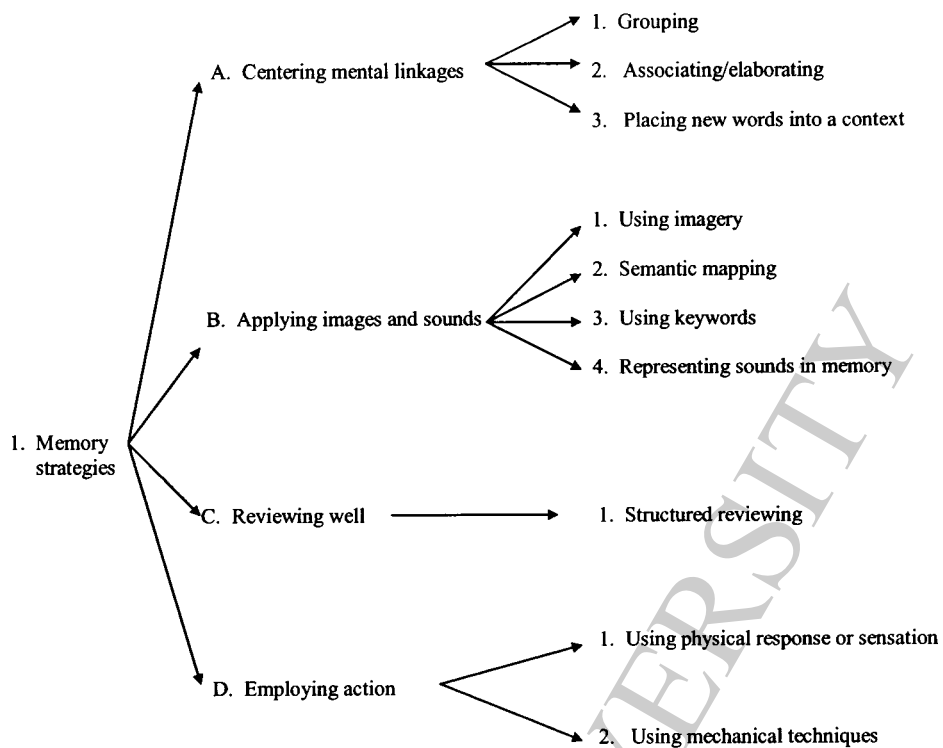 1. Grouping
A. Centering mental linkages
2. Associating/elaborating
3. Placing new words into a context
1. Using imagery
2. Semantic mapping
B. Applying images and sounds
3. Using keywords
4. Representing sounds in memory
1. Memory
strategies
C. Reviewing well
1. Structured reviewing
1. Using physical response or sensation
D. Employing action
2. Using mechanical techniques
VERSITY